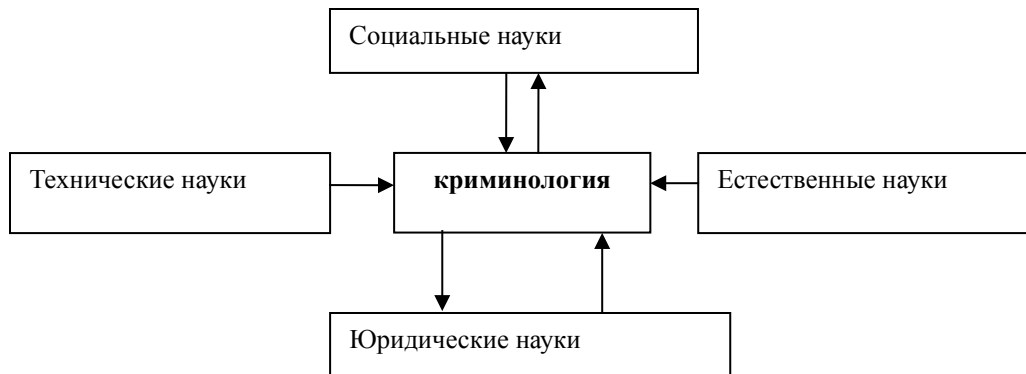 Социальные науки
Технические науки
криминология
Естественные науки
Юридические науки